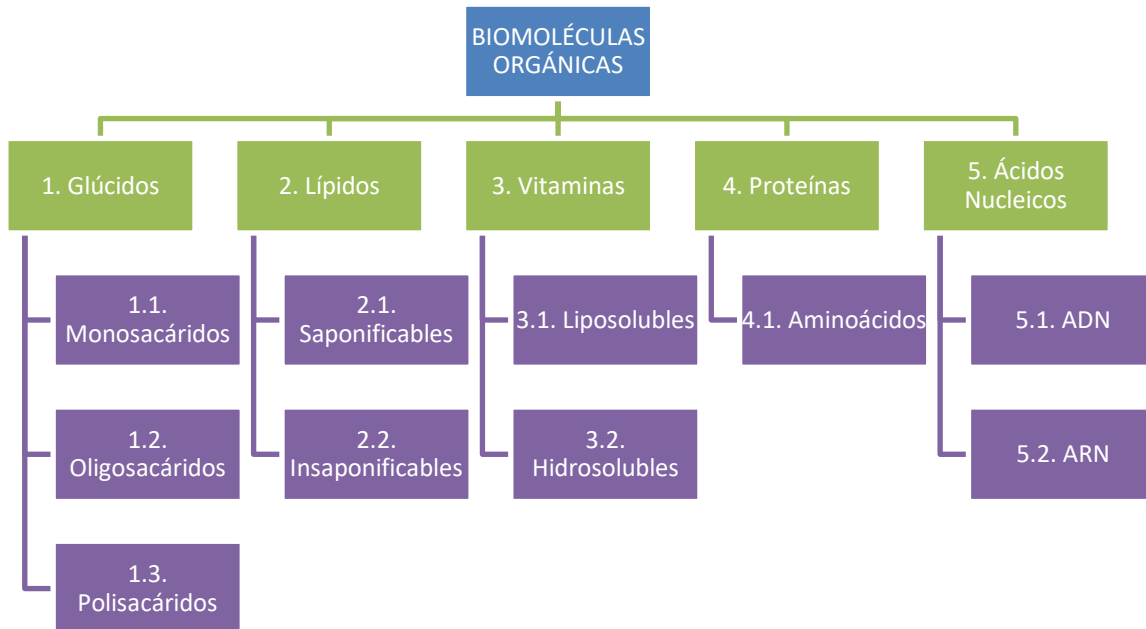 BIOMOLÉCULAS
ORGÁNICAS
1. Glúcidos
2. Lípidos
3. Vitaminas
4. Proteínas
5. Ácidos
Nucleicos
1.1.
Monosacáridos
2.1.
Saponificables
3.1. Liposolubles
4.1. Aminoácidos
5.1. ADN
1.2.
Oligosacáridos
2.2.
Insaponificables
3.2.
Hidrosolubles
5.2. ARN
1.3.
Polisacáridos